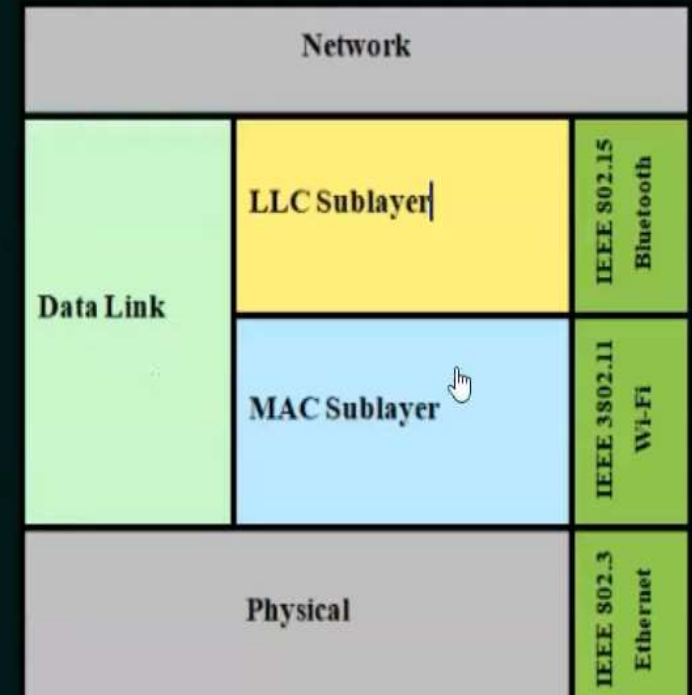 Network
Data Link
LLC Sublayer
MAC Sublayer
IEEE 802.15
Bluetooth
IEEE 3802.11
Wi-Fi
Physical
IEEE 802.3
Ethernet